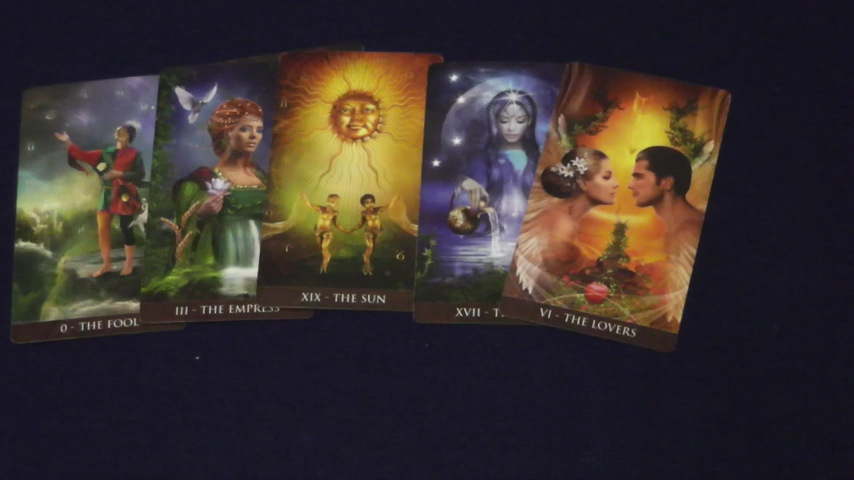 0 - THE FOOL
III - THE EMPRESS
XIX - THE SUN
XVII - T
VI - THE LOVERS